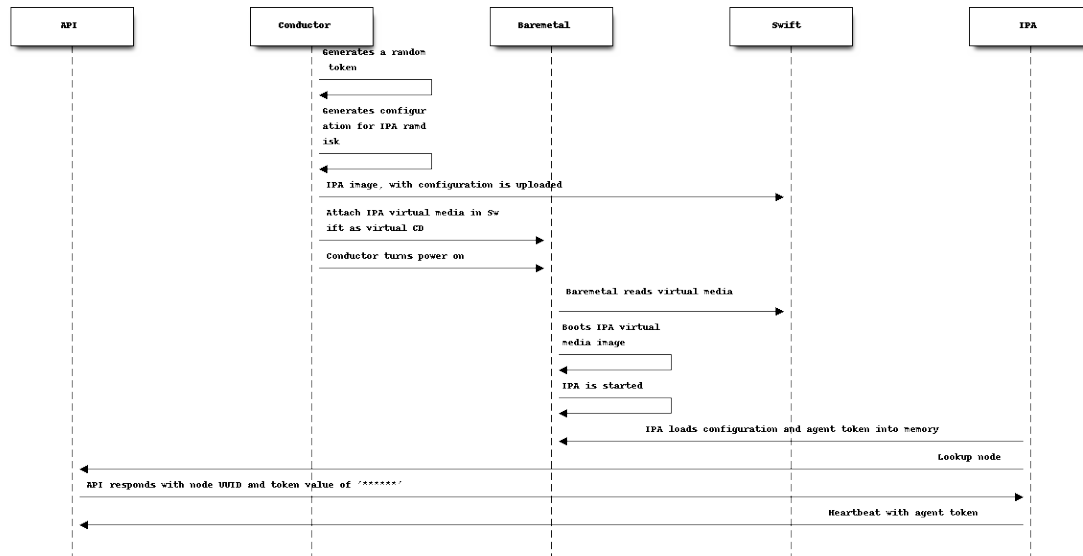 API
Conductor
Baremetal
Swift
IPA
Generates a random
token
Generates configur
ation for IPA ramd
isk
IPA image, with configuration is uploaded
Attach IPA virtual media in Sw
ift as virtual CD
Conductor turns power on
Baremetal reads virtual media
Boots IPA virtual
media image
IPA is started
IPA loads configuration and agent token into memory
Lookup node
API responds with node UUID and token value of '******'
Heartbeat with agent token